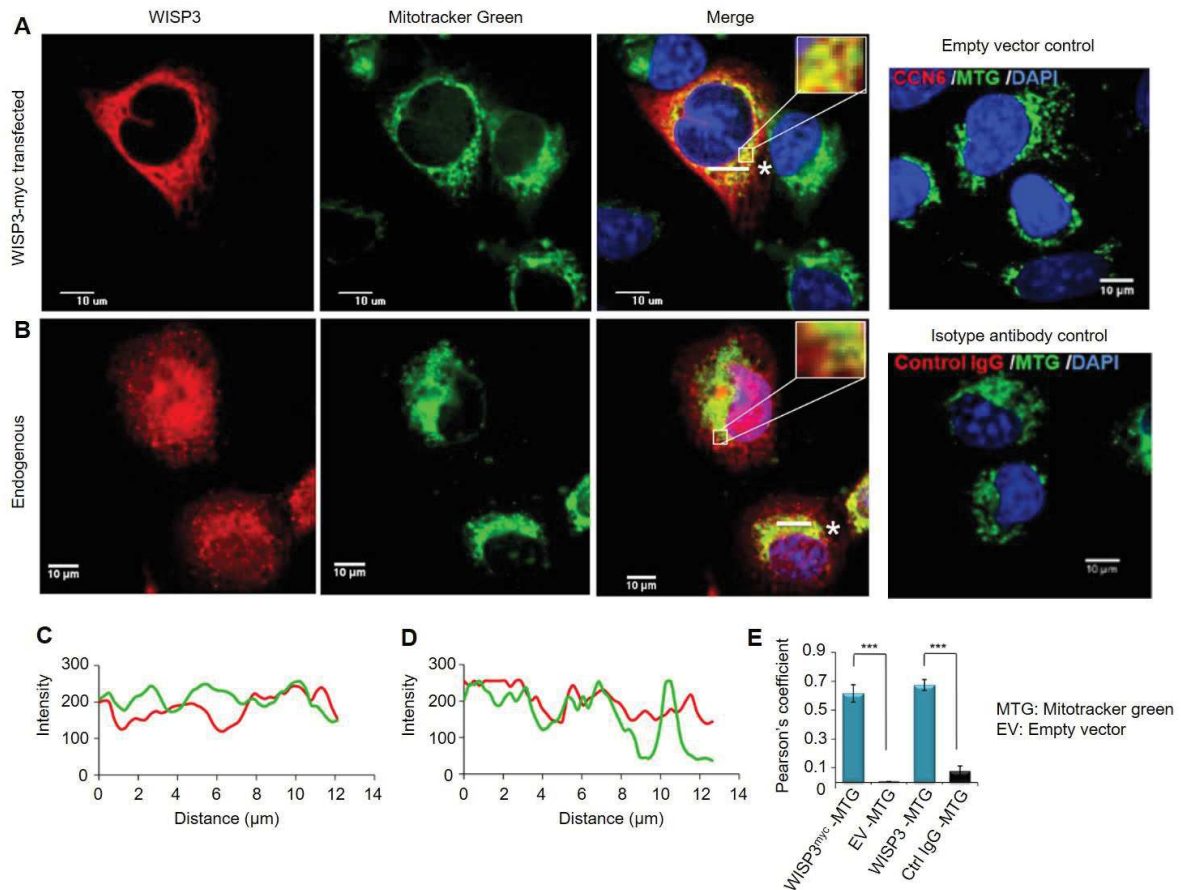 WISP3
Mitotracker Green
Merge
A
WISP3-myc transfected
10 um
10 um
*
10 um
Empty vector control
CCN6 /MTG /DAPI
10 µm
B
Endogenous
10 µm
10 µm
*
10 µm
Isotype antibody control
Control IgG /MTG /DAPI
10 µm
C
Intensity
300
200
100
0
0 2 4 6 8 10 12 14
Distance (µm)
D
Intensity
300
200
100
0
0 2 4 6 8 10 12 14
Distance (µm)
E
Pearson's coefficient
0.9
0.7
0.5
0.3
0.1
0
*** ***
WISP3myc -MTG
EV -MTG
WISP3 -MTG
Ctrl IgG -MTG
MTG: Mitotracker green
EV: Empty vector